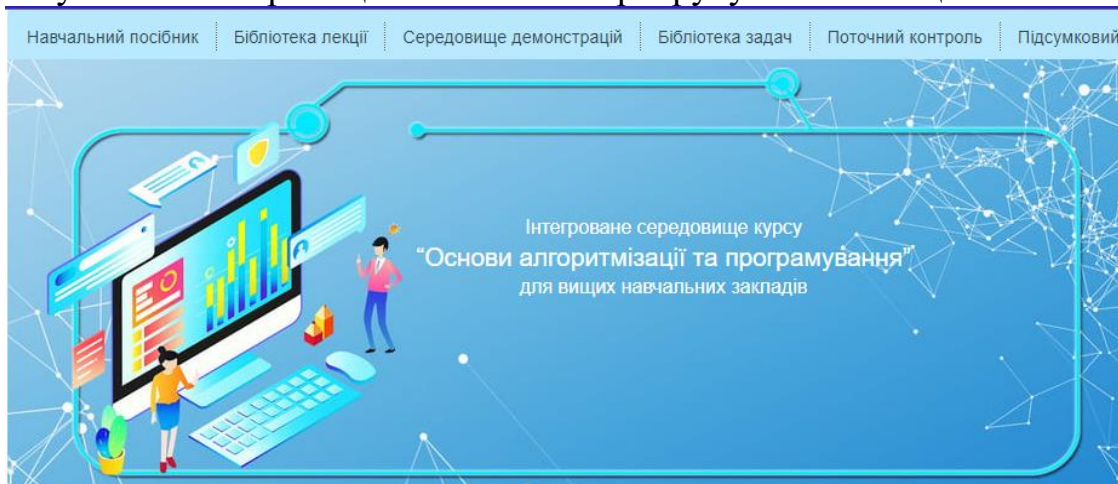 Навчальний посібник
Бібліотека лекції
Середовище демонстрацій
Бібліотека задач
Поточний контроль
Підсумковий
Інтегроване середовище курсу
“Основи алгоритмізації та програмування”
для вищих навчальних закладів